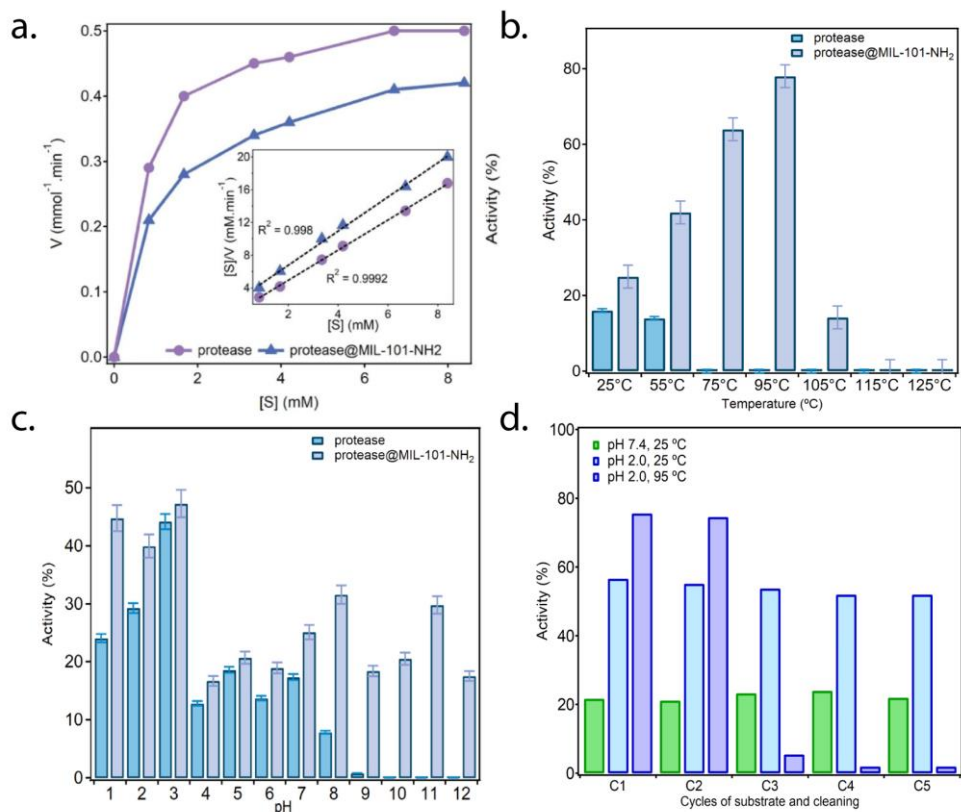 a.
0.5
0.4
0.3
0.2
0.1
0.0
V (mmol⁻¹.min⁻¹)
0
2
4
6
8
[S] (mM)
protease
protease@MIL-101-NH2
20
16
12
8
4
[S]/V (mM.min⁻¹)
R² = 0.998
R² = 0.9992
2
4
6
8
[S] (mM)
b.
protease
protease@MIL-101-NH₂
80
60
40
20
0
Activity (%)
25°C 55°C 75°C 95°C 105°C 115°C 125°C
Temperature (ºC)
c.
protease
protease@MIL-101-NH₂
50
40
30
20
10
0
Activity (%)
1 2 3 4 5 6 7 8 9 10 11 12
pH
d.
100
80
60
40
20
0
Activity (%)
pH 7.4, 25 ºC
pH 2.0, 25 ºC
pH 2.0, 95 ºC
C1 C2 C3 C4 C5
Cycles of substrate and cleaning